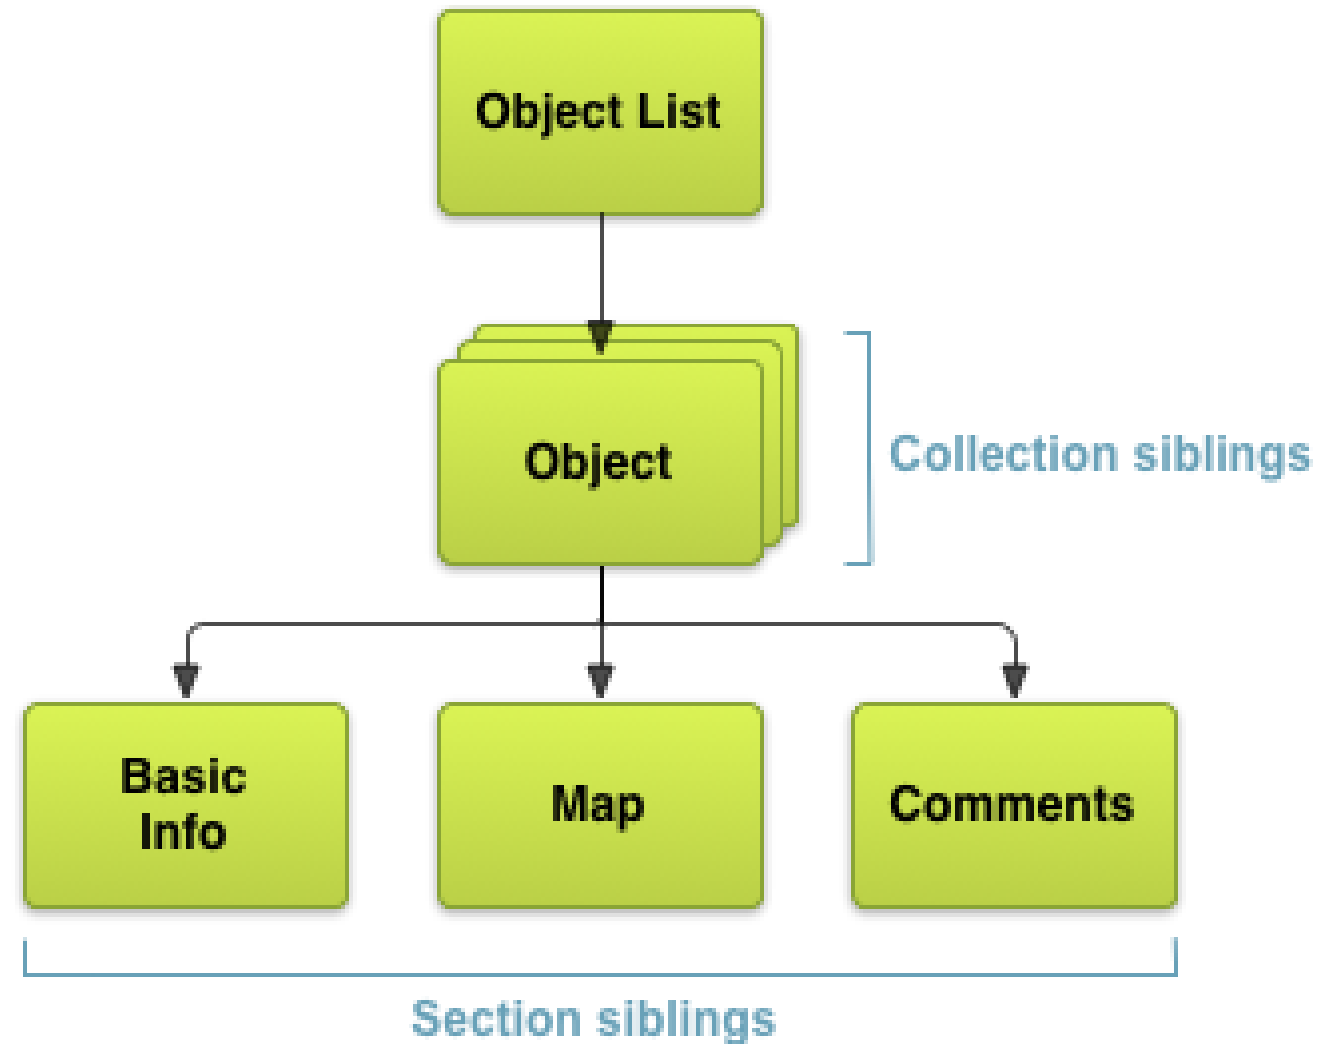 Object List
Object
Collection siblings
Basic
Info
Map
Comments
Section siblings